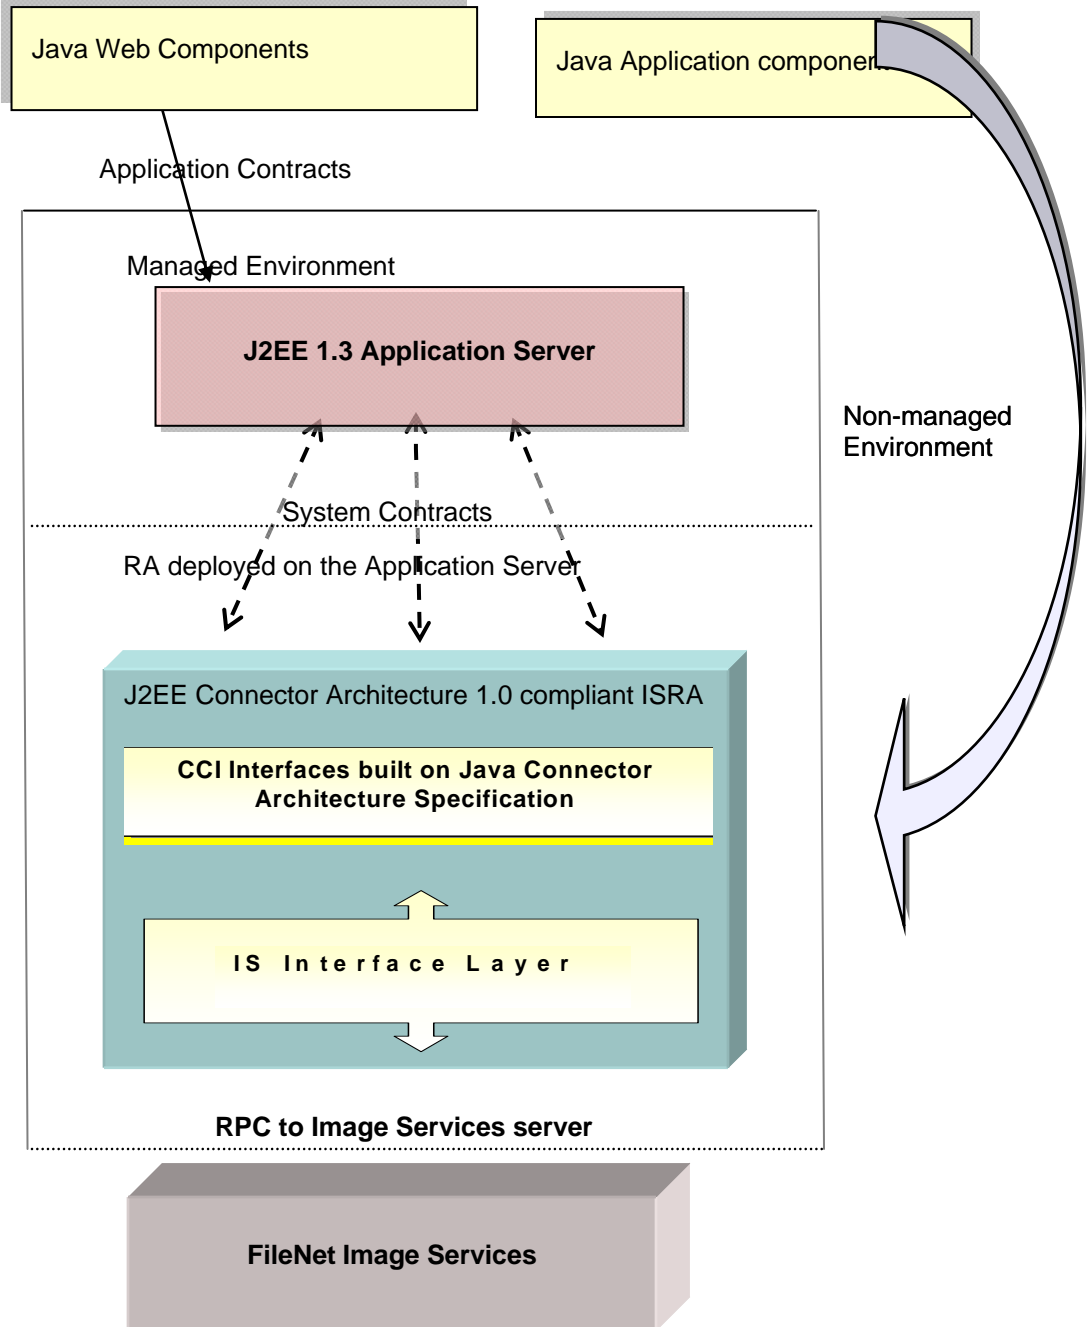 Java Web Components
Java Application component
Application Contracts
Managed Environment
J2EE 1.3 Application Server
Non-managed
Environment
System Contracts
RA deployed on the Application Server
J2EE Connector Architecture 1.0 compliant ISRA
CCI Interfaces built on Java Connector
Architecture Specification
IS Interface Layer
RPC to Image Services server
FileNet Image Services